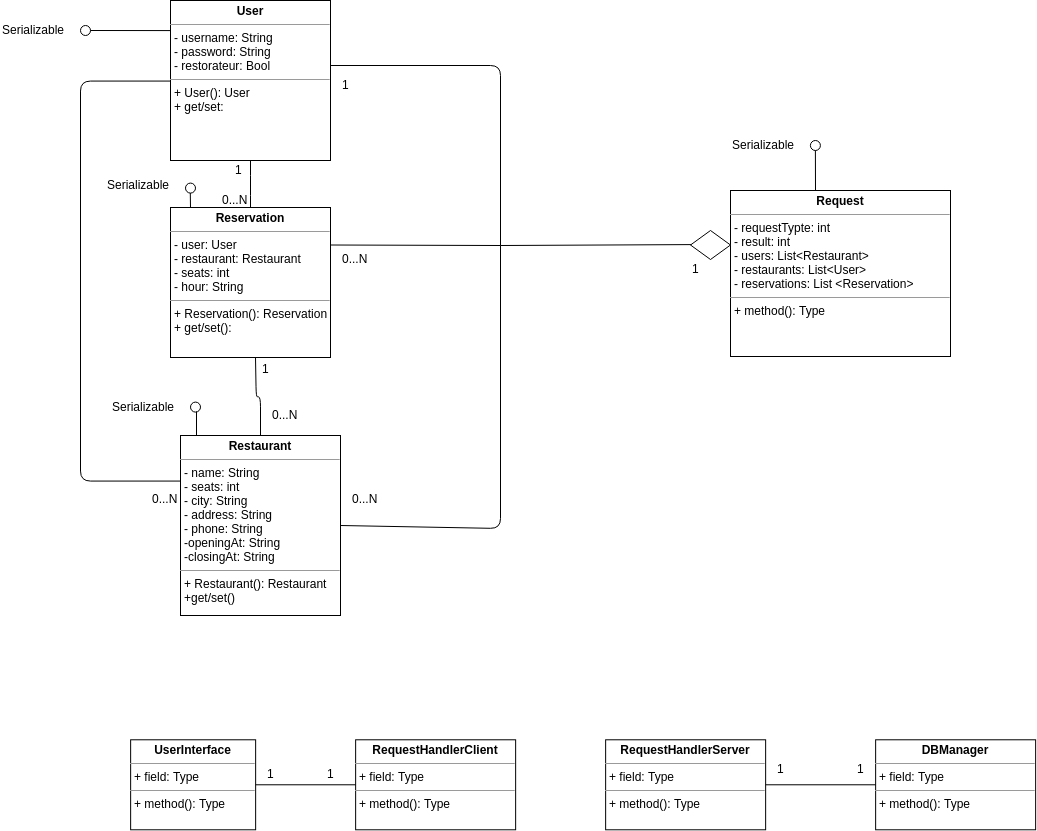 User
Serializable
- username: String
- password: String
- restorateur: Bool
+ User(): User
+ get/set:
1
1
0...N
Serializable
Reservation
- user: User
- restaurant: Restaurant
- seats: int
- hour: String
+ Reservation(): Reservation
+ get/set():
0...N
1
Serializable
Request
- requestTypte: int
- result: int
- users: List<Restaurant>
- restaurants: List<User>
- reservations: List <Reservation>
+ method(): Type
1
0...N
Serializable
Restaurant
- name: String
- seats: int
- city: String
- address: String
- phone: String
-openingAt: String
-closingAt: String
+ Restaurant(): Restaurant
+get/set()
0...N
0...N
UserInterface
+ field: Type
+ method(): Type
1
1
RequestHandlerClient
+ field: Type
+ method(): Type
RequestHandlerServer
+ field: Type
+ method(): Type
1
1
DBManager
+ field: Type
+ method(): Type